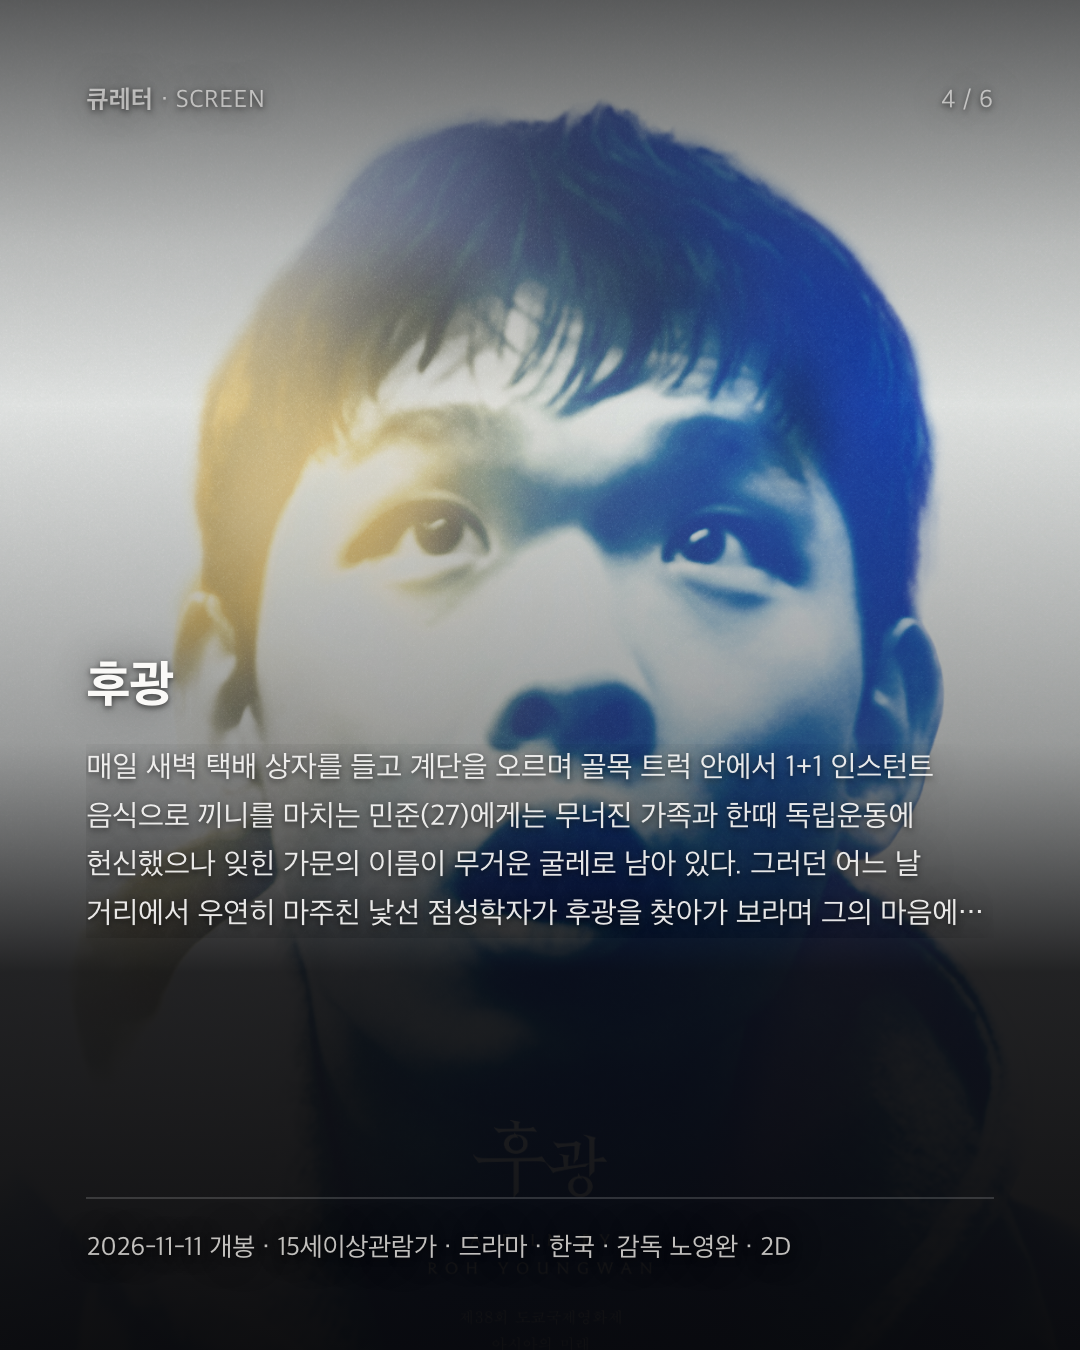 큐레터 · SCREEN
4 / 6
후광
매일 새벽 택배 상자를 들고 계단을 오르며 골목 트럭 안에서 1+1 인스턴트
음식으로 끼니를 마치는 민준(27)에게는 무너진 가족과 한때 독립운동에
헌신했으나 잊힌 가문의 이름이 무거운 굴레로 남아 있다. 그러던 어느 날
거리에서 우연히 마주친 낯선 점성학자가 후광을 찾아가 보라며 그의 마음에…
후광
2026-11-11 개봉 · 15세이상관람가 · 드라마 · 한국 · 감독 노영완 · 2D
ROH YOUNGWAN